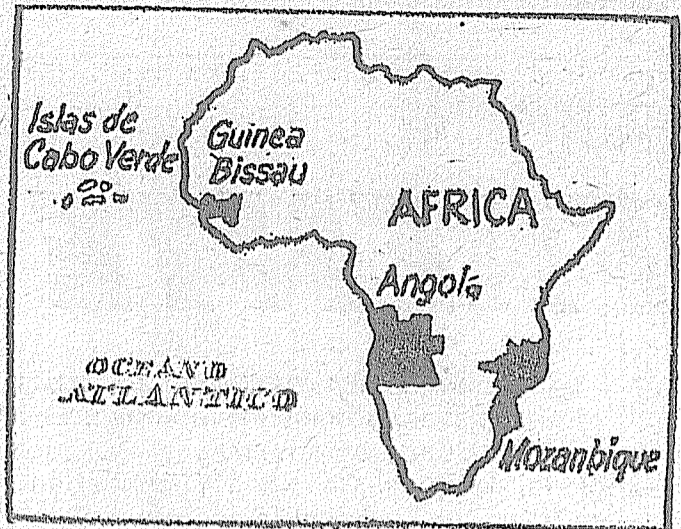 Islas de
Cabo Verde
Guinea
Bissau
AFRICA
Angola
OCEANO
ATLANTICO
Mozanbique